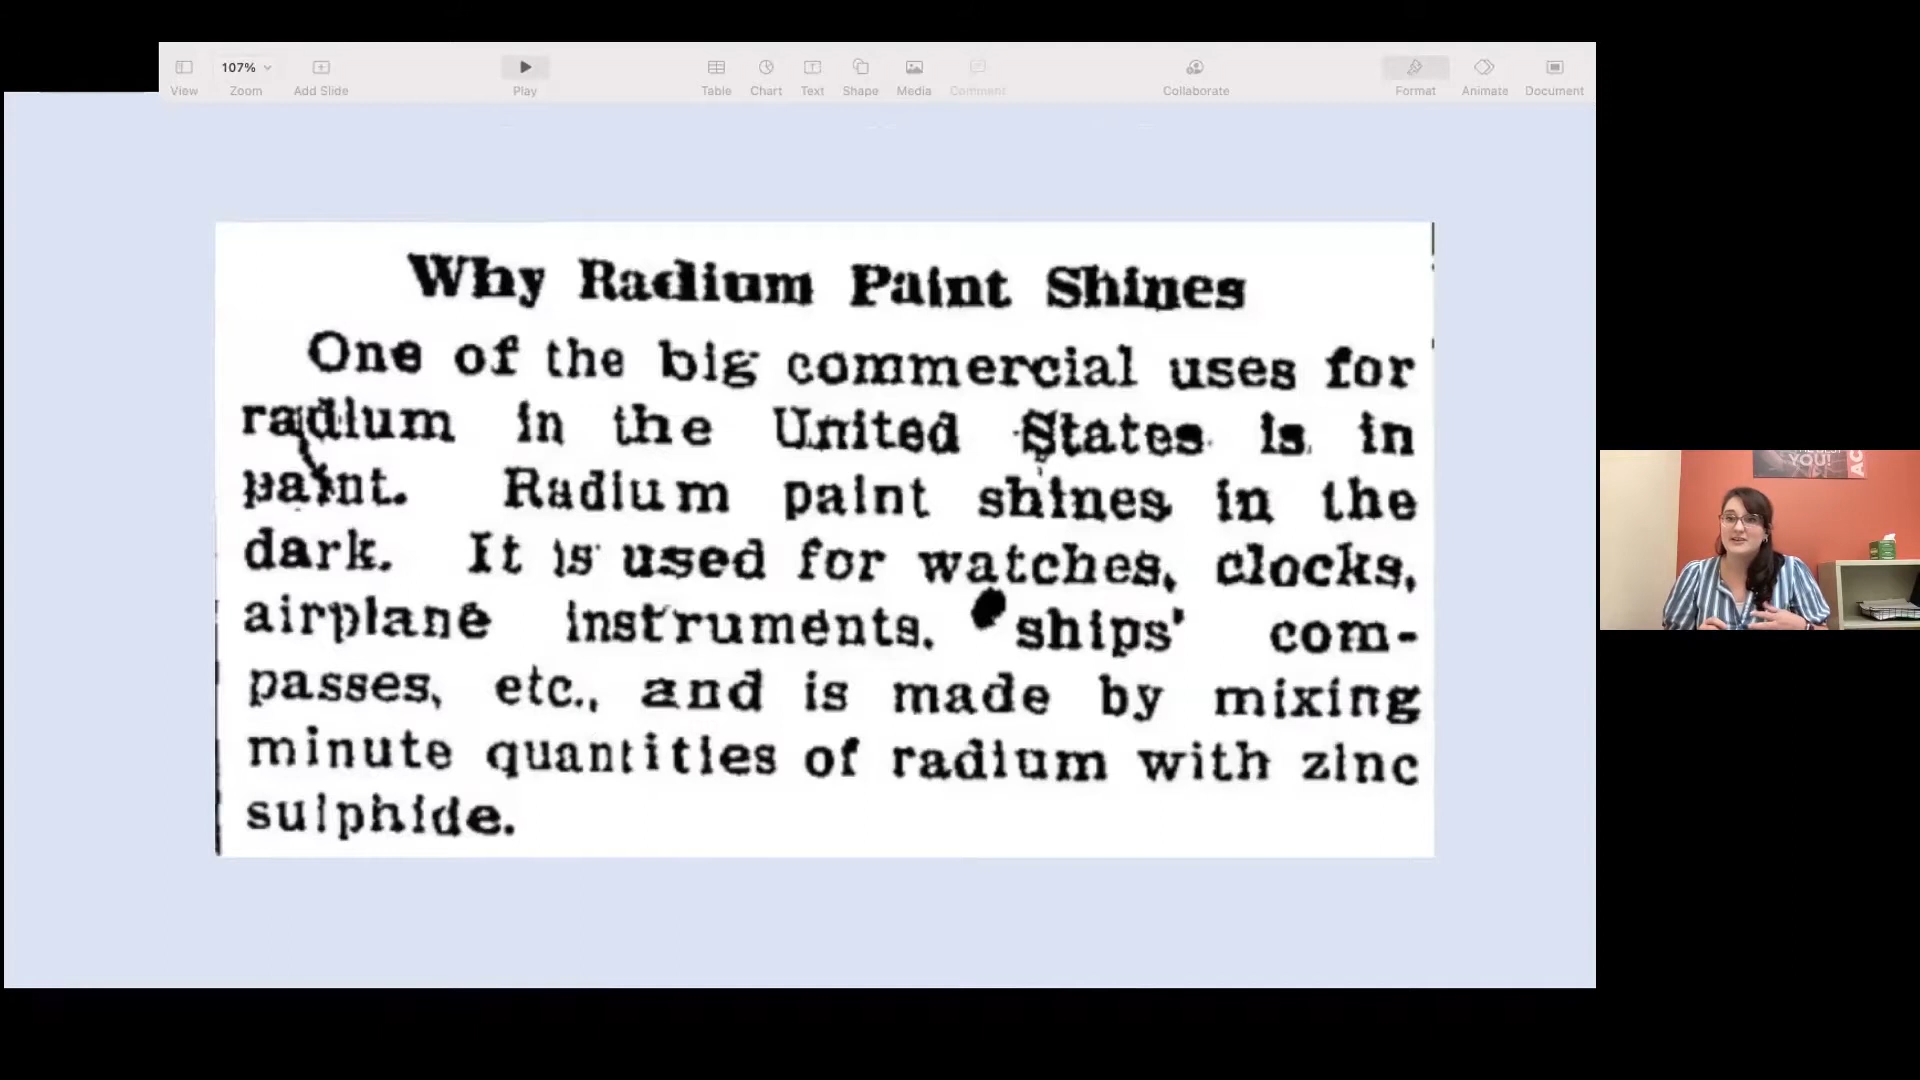 107%
View Zoom Add Slide Play Table Chart Text Shape Media Comment Collaborate Format Animate Document
Why Radium Paint Shines
One of the big commercial uses for
radium in the United States is in
paint. Radium paint shines in the
dark. It is used for watches, clocks,
airplane instruments, ships' com-
passes, etc., and is made by mixing
minute quantities of radium with zinc
sulphide.
YOU!
AC